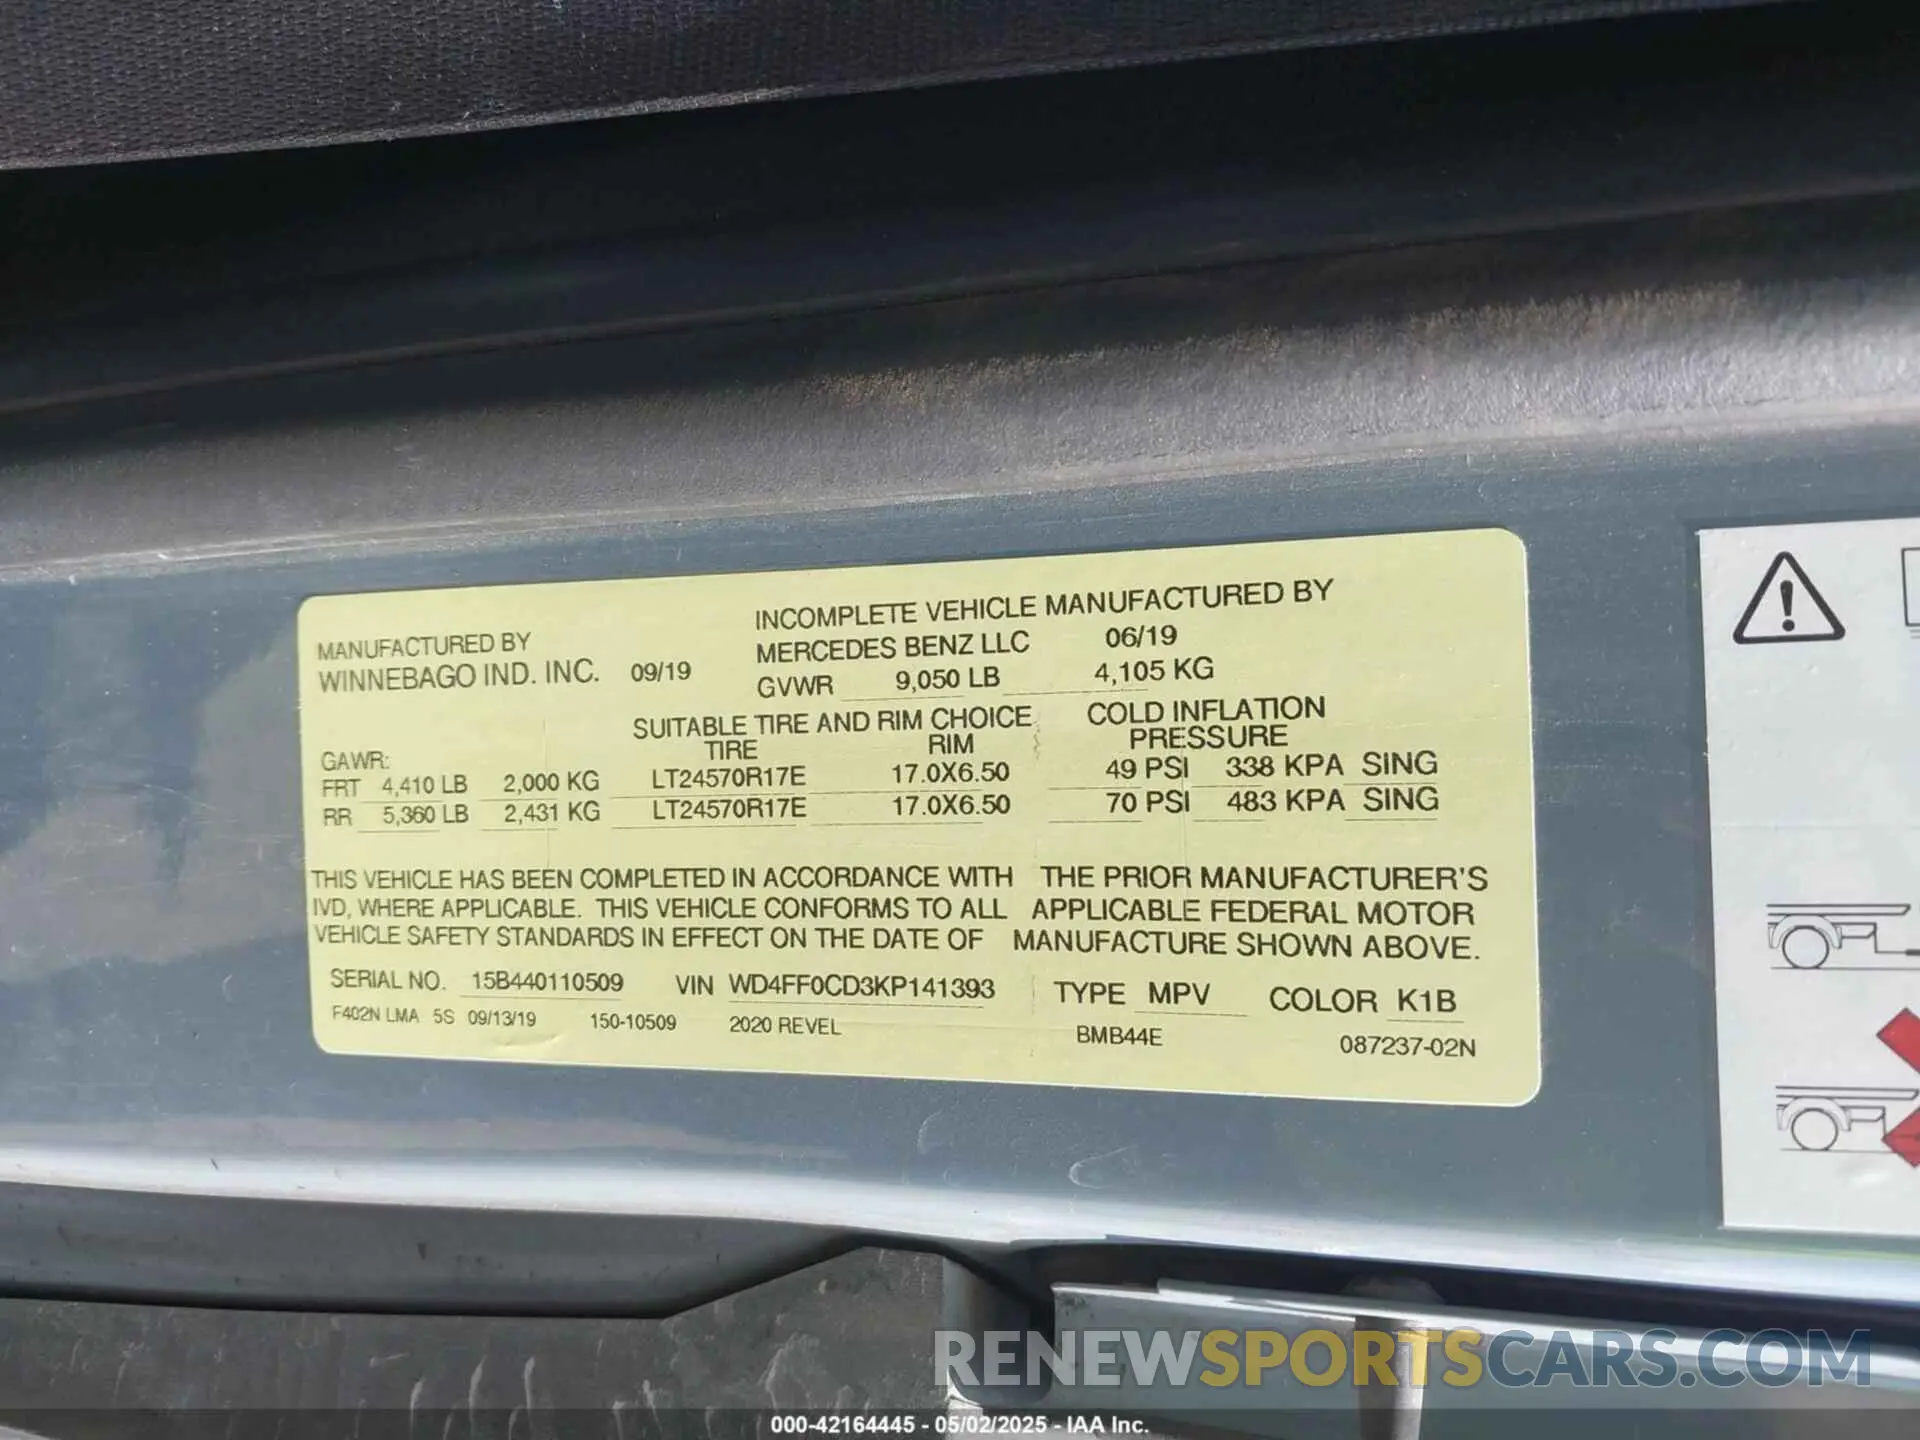 INCOMPLETE VEHICLE MANUFACTURED BY
MANUFACTURED BY
MERCEDES BENZ LLC 06/19
WINNEBAGO IND. INC. 09/19
GVWR 9,050 LB 4,105 KG
SUITABLE TIRE AND RIM CHOICE COLD INFLATION
GAWR: TIRE RIM PRESSURE
FRT 4,410 LB 2,000 KG LT24570R17E 17.0X6.50 49 PSI 338 KPA SING
RR 5,360 LB 2,431 KG LT24570R17E 17.0X6.50 70 PSI 483 KPA SING
THIS VEHICLE HAS BEEN COMPLETED IN ACCORDANCE WITH THE PRIOR MANUFACTURER'S
IVD, WHERE APPLICABLE. THIS VEHICLE CONFORMS TO ALL APPLICABLE FEDERAL MOTOR
VEHICLE SAFETY STANDARDS IN EFFECT ON THE DATE OF MANUFACTURE SHOWN ABOVE.
SERIAL NO. 15B440110509 VIN WD4FF0CD3KP141393 TYPE MPV COLOR K1B
F402N LMA 5S 09/13/19 150-10509 2020 REVEL BMB44E 087237-02N
RENEWSPORTSCARS.COM
000-42164445 - 05/02/2025 - IAA Inc.